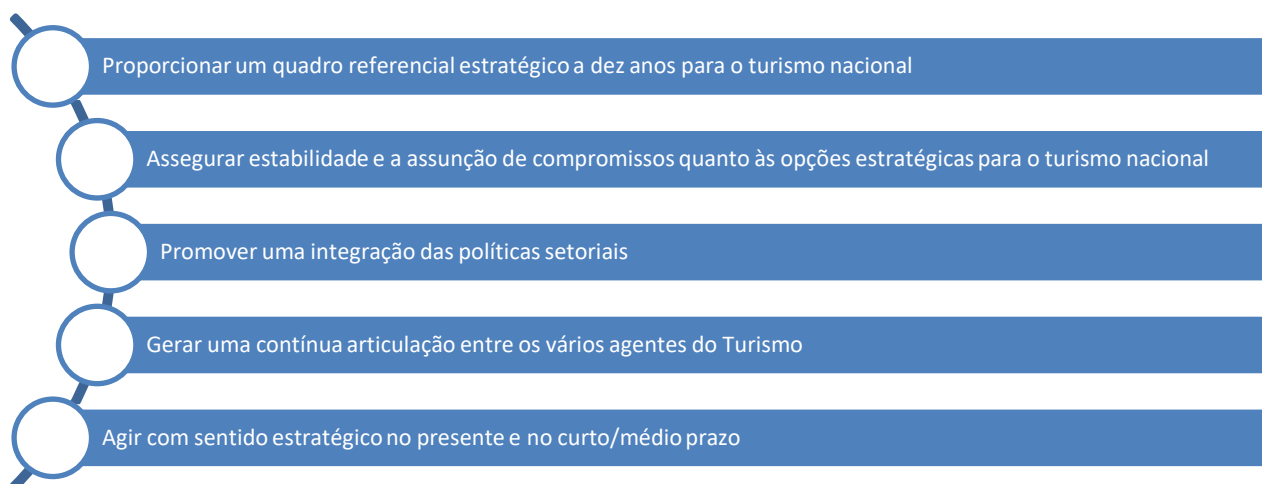 Proporcionar um quadro referencial estratégico a dez anos para o turismo nacional
Assegurar estabilidade e a assunção de compromissos quanto às opções estratégicas para o turismo nacional
Promover uma integração das políticas setoriais
Gerar uma contínua articulação entre os vários agentes do Turismo
Agir com sentido estratégico no presente e no curto/médio prazo